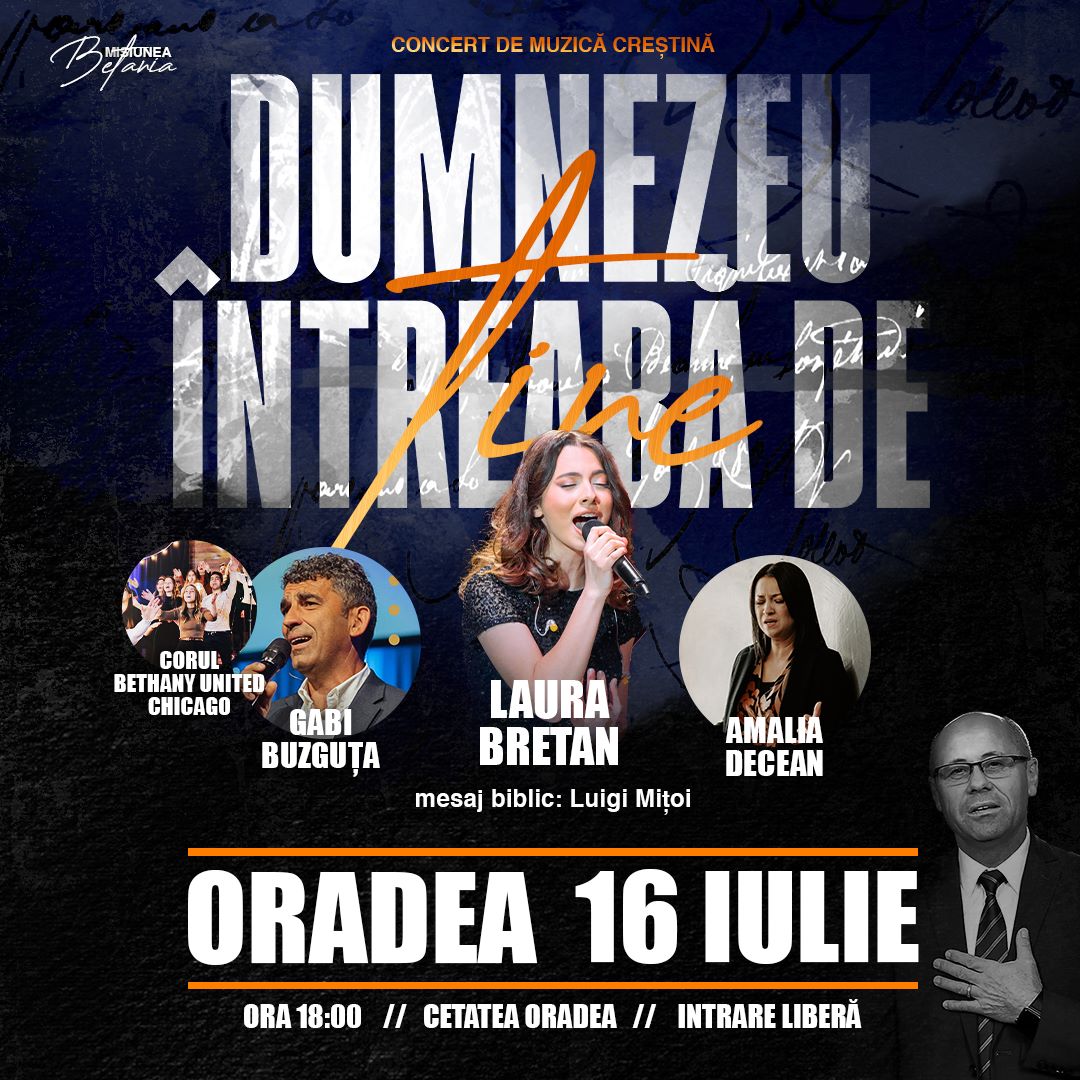 MISIUNEA
Betania
CONCERT DE MUZICĂ CREȘTINĂ
DUMNEZEU
ÎNTREABĂ DE
Tine
CORUL
BETHANY UNITED
CHICAGO
GABI
BUZGUȚA
LAURA
BRETAN
AMALIA
DECEAN
mesaj biblic: Luigi Mițoi
ORADEA 16 IULIE
ORA 18:00 // CETATEA ORADEA // INTRARE LIBERĂ